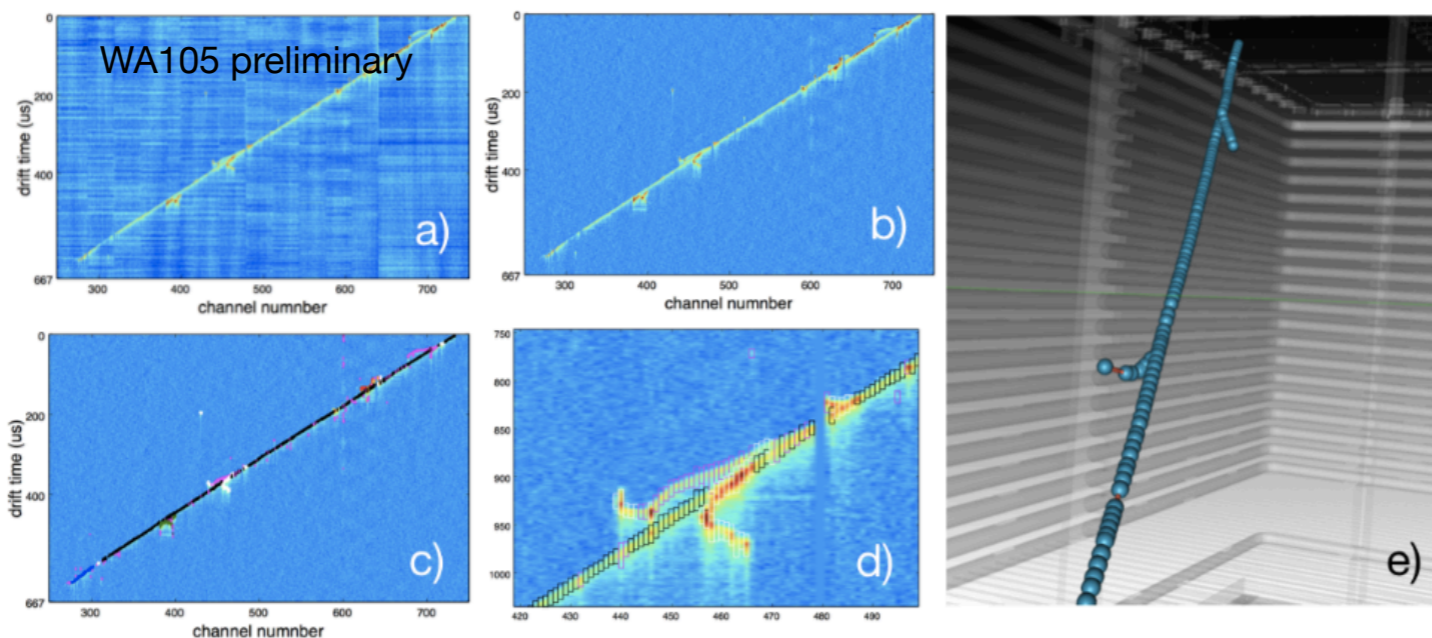 WA105 preliminary
0
200
400
667
drift time (us)
300 400 500 600 700
channel numnber
a)
0
200
400
667
drift time (us)
300 400 500 600 700
channel numnber
b)
0
200
400
667
drift time (us)
300 400 500 600 700
channel numnber
c)
750
800
850
900
950
1000
420 430 440 450 460 470 480 490
d)
e)